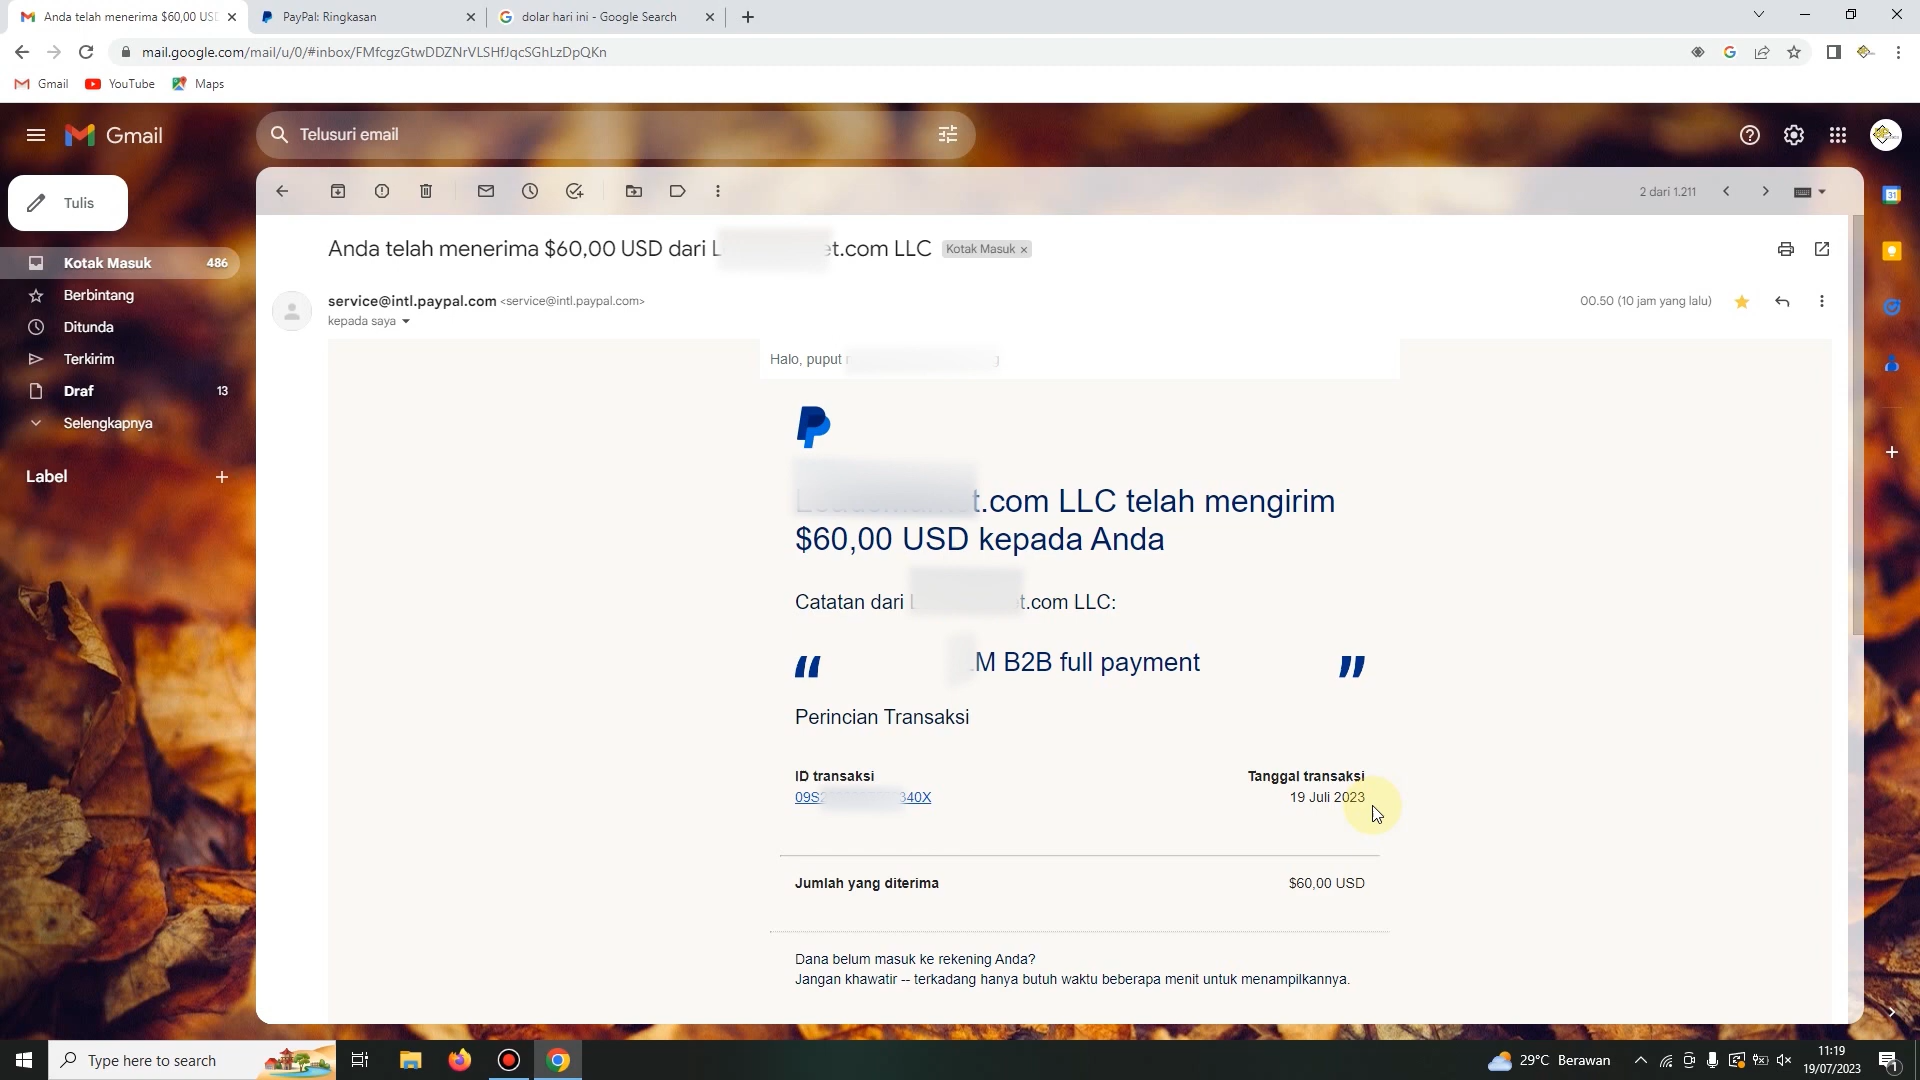 Anda telah menerima $60,00 USD
PayPal: Ringkasan
dolar hari ini - Google Search
mail.google.com/mail/u/0/#inbox/FMfcgzGtwDDZNrVLSHfJqcSGhLzDpQKn
Gmail
YouTube
Maps
Gmail
Telusuri email
Tulis
2 dari 1.211
Kotak Masuk 486
Berbintang
Ditunda
Terkirim
Draf 13
Selengkapnya
Label
Anda telah menerima $60,00 USD dari t.com LLC Kotak Masuk
service@intl.paypal.com <service@intl.paypal.com>
00.50 (10 jam yang lalu)
kepada saya
Halo, puput
t.com LLC telah mengirim
$60,00 USD kepada Anda
Catatan dari t.com LLC:
“ M B2B full payment ”
Perincian Transaksi
ID transaksi Tanggal transaksi
09S 340X 19 Juli 2023
Jumlah yang diterima $60,00 USD
Dana belum masuk ke rekening Anda?
Jangan khawatir -- terkadang hanya butuh waktu beberapa menit untuk menampilkannya.
Type here to search
29°C Berawan
11:19
19/07/2023